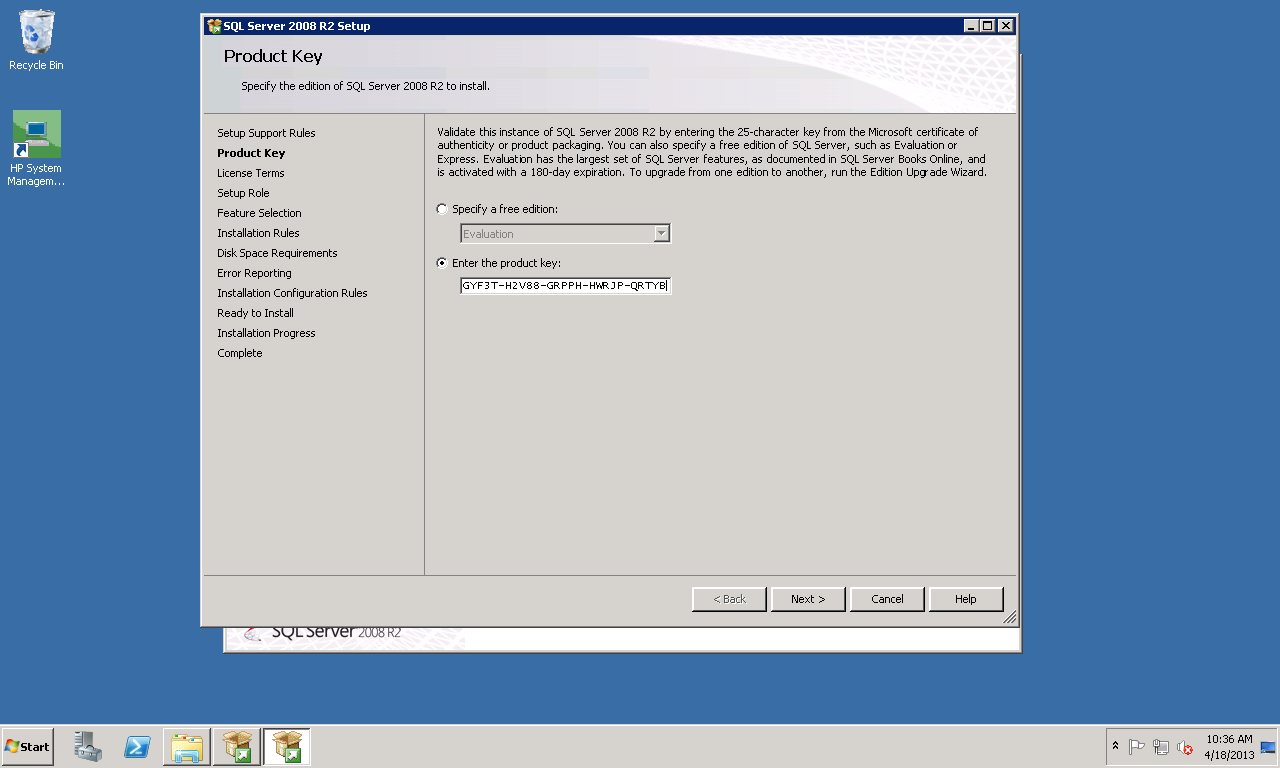 Recycle Bin
HP System
Managem...
SQL Server 2008 R2 Setup
Product Key
Specify the edition of SQL Server 2008 R2 to install.
Setup Support Rules
Product Key
License Terms
Setup Role
Feature Selection
Installation Rules
Disk Space Requirements
Error Reporting
Installation Configuration Rules
Ready to Install
Installation Progress
Complete
Validate this instance of SQL Server 2008 R2 by entering the 25-character key from the Microsoft certificate of
authenticity or product packaging. You can also specify a free edition of SQL Server, such as Evaluation or
Express. Evaluation has the largest set of SQL Server features, as documented in SQL Server Books Online, and
is activated with a 180-day expiration. To upgrade from one edition to another, run the Edition Upgrade Wizard.
Specify a free edition:
Evaluation
Enter the product key:
GYF3T-H2V88-GRPPH-HWRJP-QRTYB
< Back
Next >
Cancel
Help
SQL Server 2008 R2
Start
10:36 AM
4/18/2013